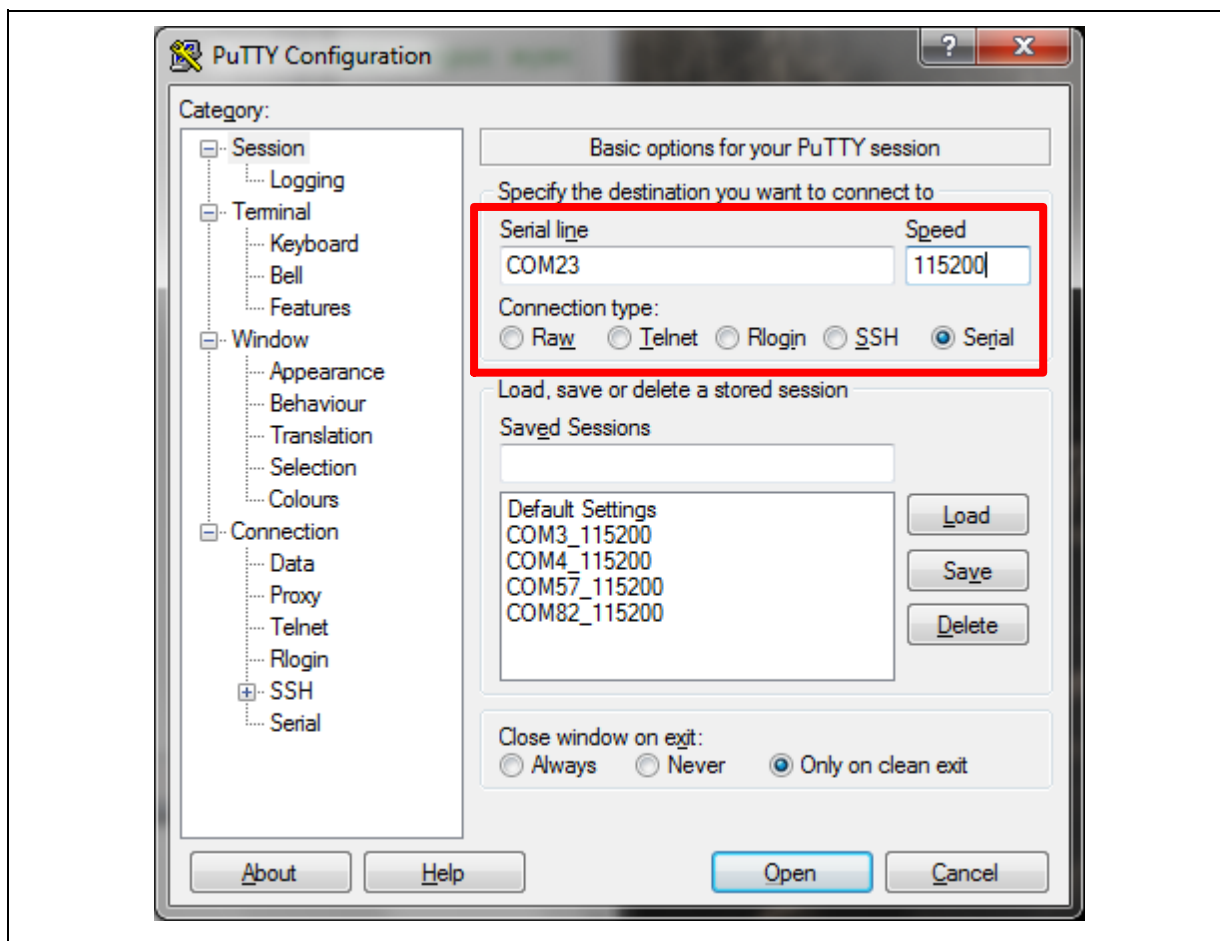 PuTTY Configuration
?
X
Category:
Session
Logging
Terminal
Keyboard
Bell
Features
Window
Appearance
Behaviour
Translation
Selection
Colours
Connection
Data
Proxy
Telnet
Rlogin
SSH
Serial
Basic options for your PuTTY session
Specify the destination you want to connect to
Serial line Speed
COM23 115200
Connection type:
Raw Telnet Rlogin SSH Serial
Load, save or delete a stored session
Saved Sessions
Default Settings
COM3_115200
COM4_115200
COM57_115200
COM82_115200
Load
Save
Delete
Close window on exit:
Always Never Only on clean exit
About Help Open Cancel